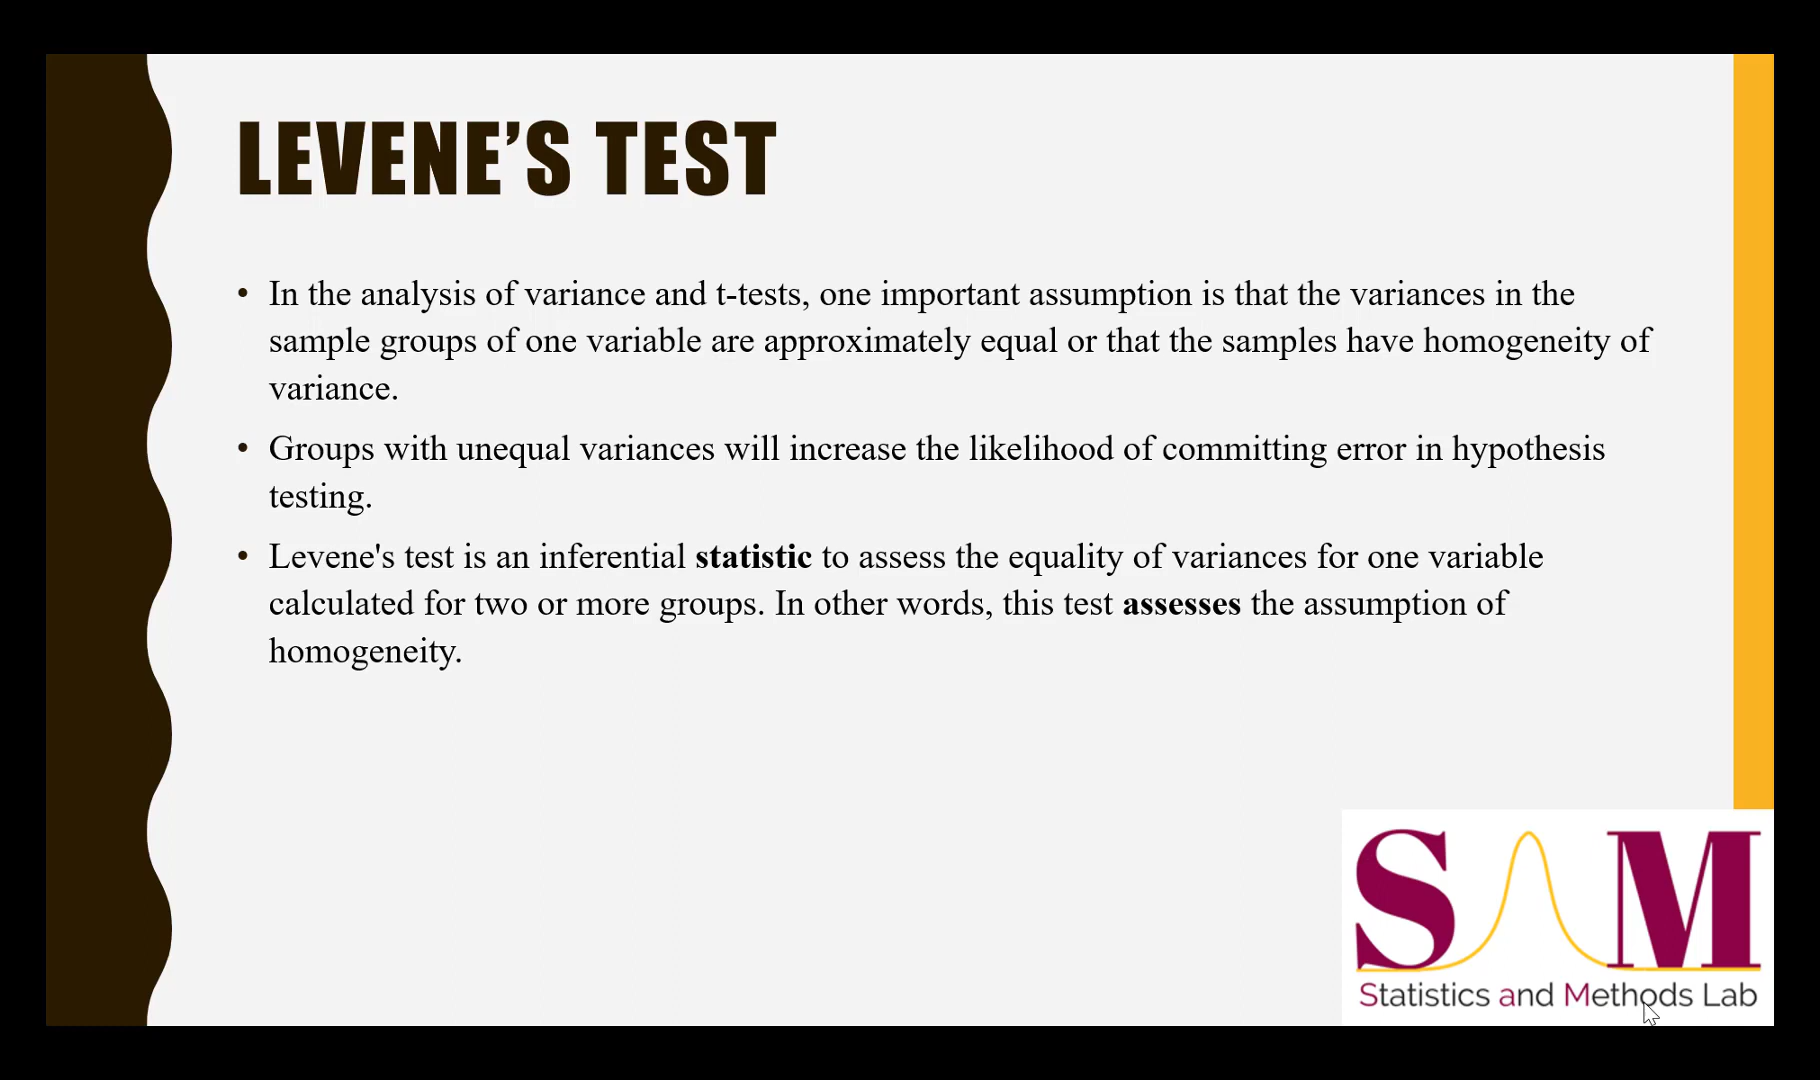 LEVENE’S TEST
• In the analysis of variance and t-tests, one important assumption is that the variances in the
sample groups of one variable are approximately equal or that the samples have homogeneity of
variance.
• Groups with unequal variances will increase the likelihood of committing error in hypothesis
testing.
• Levene's test is an inferential statistic to assess the equality of variances for one variable
calculated for two or more groups. In other words, this test assesses the assumption of
homogeneity.
SAM
Statistics and Methods Lab